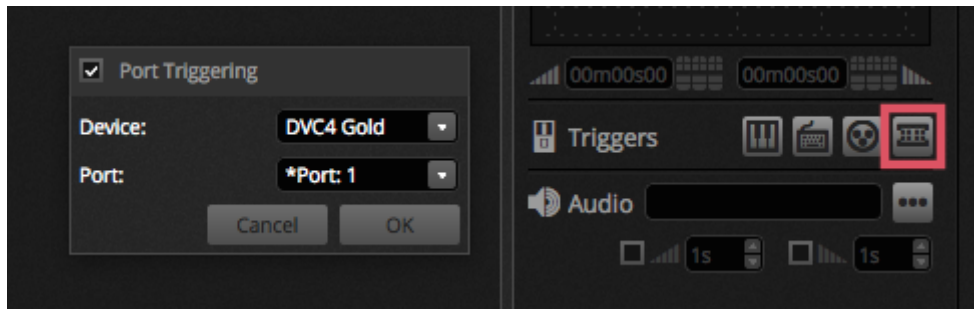 Port Triggering
Device: DVC4 Gold
Port: *Port: 1
Cancel OK
00m00s00 00m00s00
Triggers
Audio
1s 1s